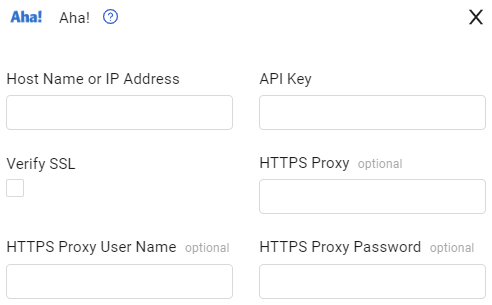 Aha! Aha! ?
Host Name or IP Address
API Key
Verify SSL
HTTPS Proxy optional
HTTPS Proxy User Name optional
HTTPS Proxy Password optional